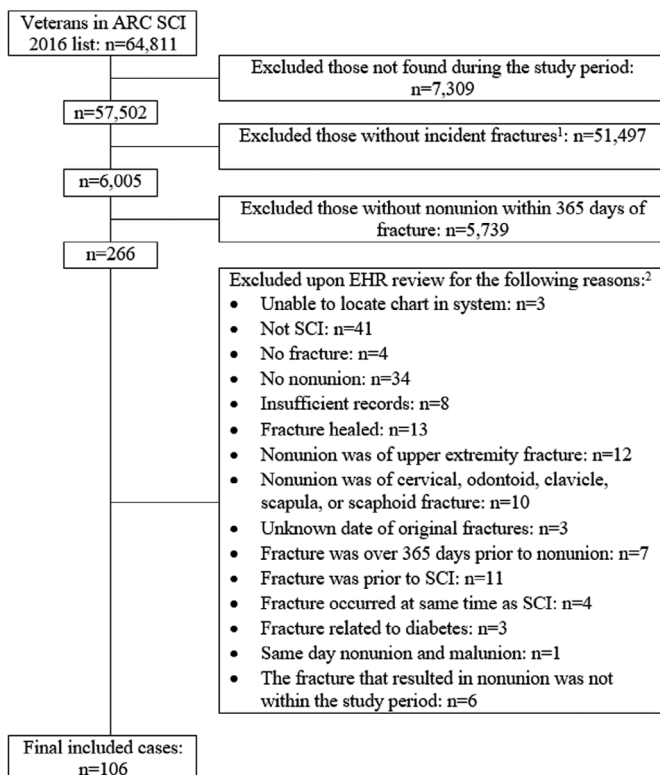 Veterans in ARC SCI
2016 list: n=64,811
Excluded those not found during the study period:
n=7,309
n=57,502
Excluded those without incident fractures¹: n=51,497
n=6,005
Excluded those without nonunion within 365 days of
fracture: n=5,739
n=266
Excluded upon EHR review for the following reasons:²
• Unable to locate chart in system: n=3
• Not SCI: n=41
• No fracture: n=4
• No nonunion: n=34
• Insufficient records: n=8
• Fracture healed: n=13
• Nonunion was of upper extremity fracture: n=12
• Nonunion was of cervical, odontoid, clavicle,
scapula, or scaphoid fracture: n=10
• Unknown date of original fractures: n=3
• Fracture was over 365 days prior to nonunion: n=7
• Fracture was prior to SCI: n=11
• Fracture occurred at same time as SCI: n=4
• Fracture related to diabetes: n=3
• Same day nonunion and malunion: n=1
• The fracture that resulted in nonunion was not
within the study period: n=6
Final included cases:
n=106